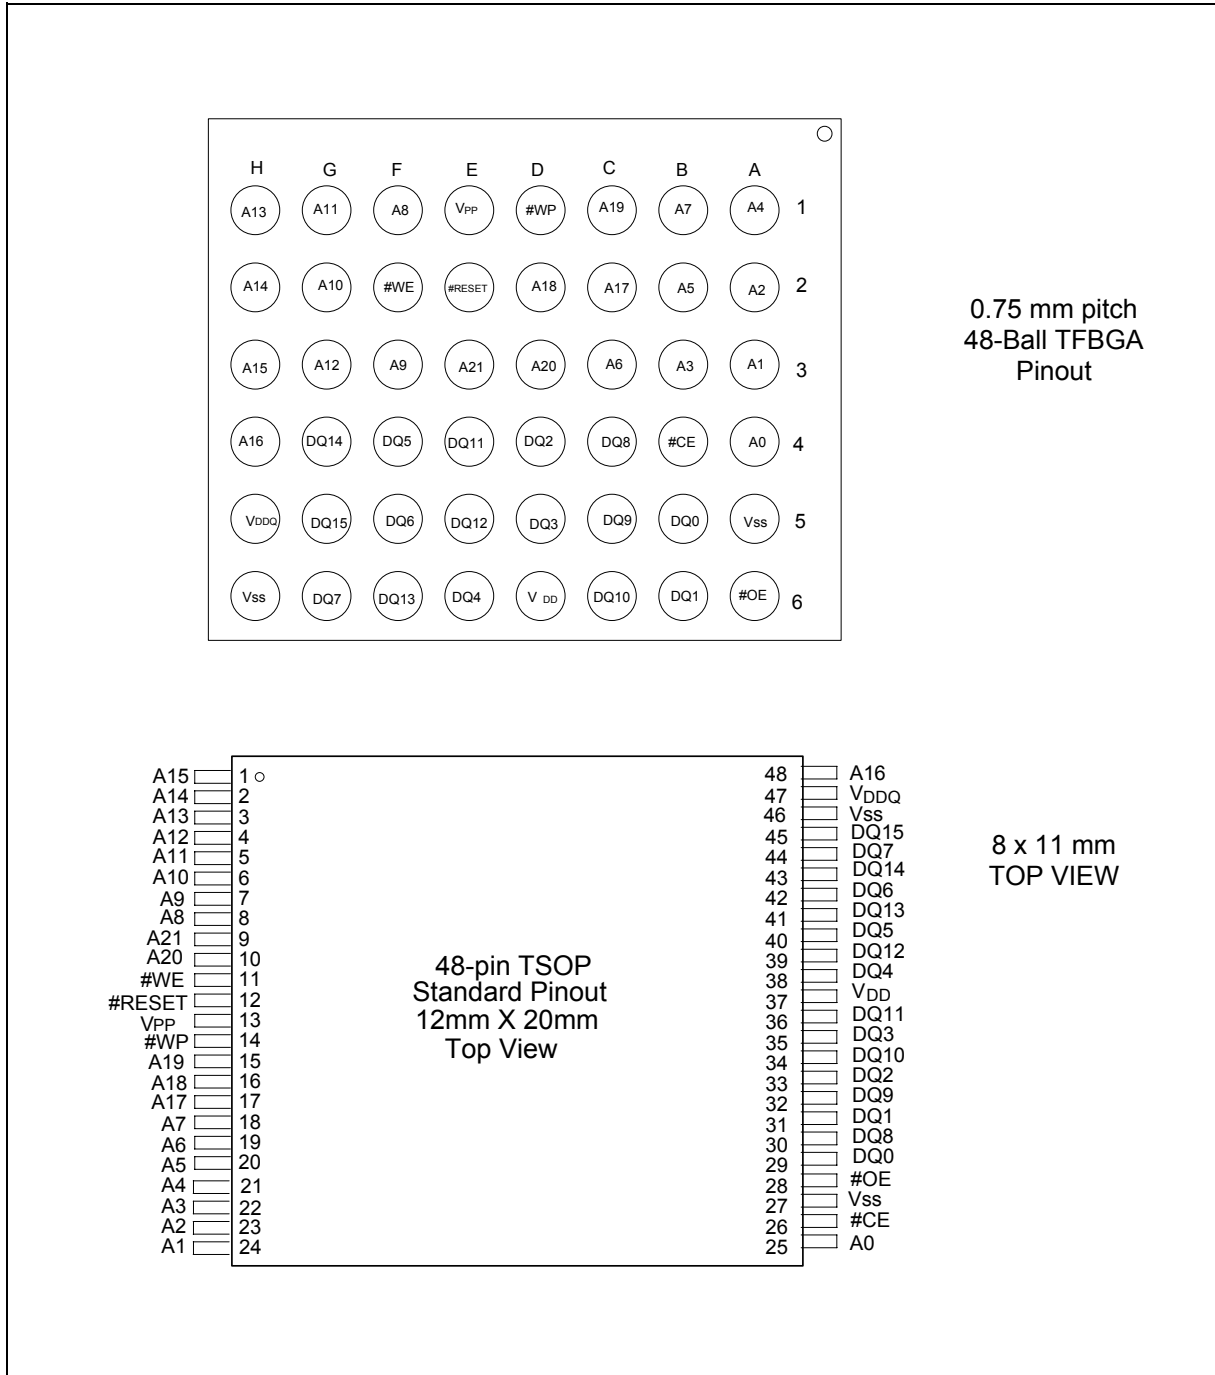 H G F E D C B A
A13 A11 A8 VPP #WP A19 A7 A4 1
A14 A10 #WE #RESET A18 A17 A5 A2 2
A15 A12 A9 A21 A20 A6 A3 A1 3
A16 DQ14 DQ5 DQ11 DQ2 DQ8 #CE A0 4
VDDQ DQ15 DQ6 DQ12 DQ3 DQ9 DQ0 Vss 5
Vss DQ7 DQ13 DQ4 V DD DQ10 DQ1 #OE 6
0.75 mm pitch
48-Ball TFBGA
Pinout
A15 1
A14 2
A13 3
A12 4
A11 5
A10 6
A9 7
A8 8
A21 9
A20 10
#WE 11
#RESET 12
VPP 13
#WP 14
A19 15
A18 16
A17 17
A7 18
A6 19
A5 20
A4 21
A3 22
A2 23
A1 24
48-pin TSOP
Standard Pinout
12mm X 20mm
Top View
48 A16
47 VDDQ
46 Vss
45 DQ15
44 DQ7
43 DQ14
42 DQ6
41 DQ13
40 DQ5
39 DQ12
38 DQ4
37 VDD
36 DQ11
35 DQ3
34 DQ10
33 DQ2
32 DQ9
31 DQ1
30 DQ8
29 DQ0
28 #OE
27 Vss
26 #CE
25 A0
8 x 11 mm
TOP VIEW